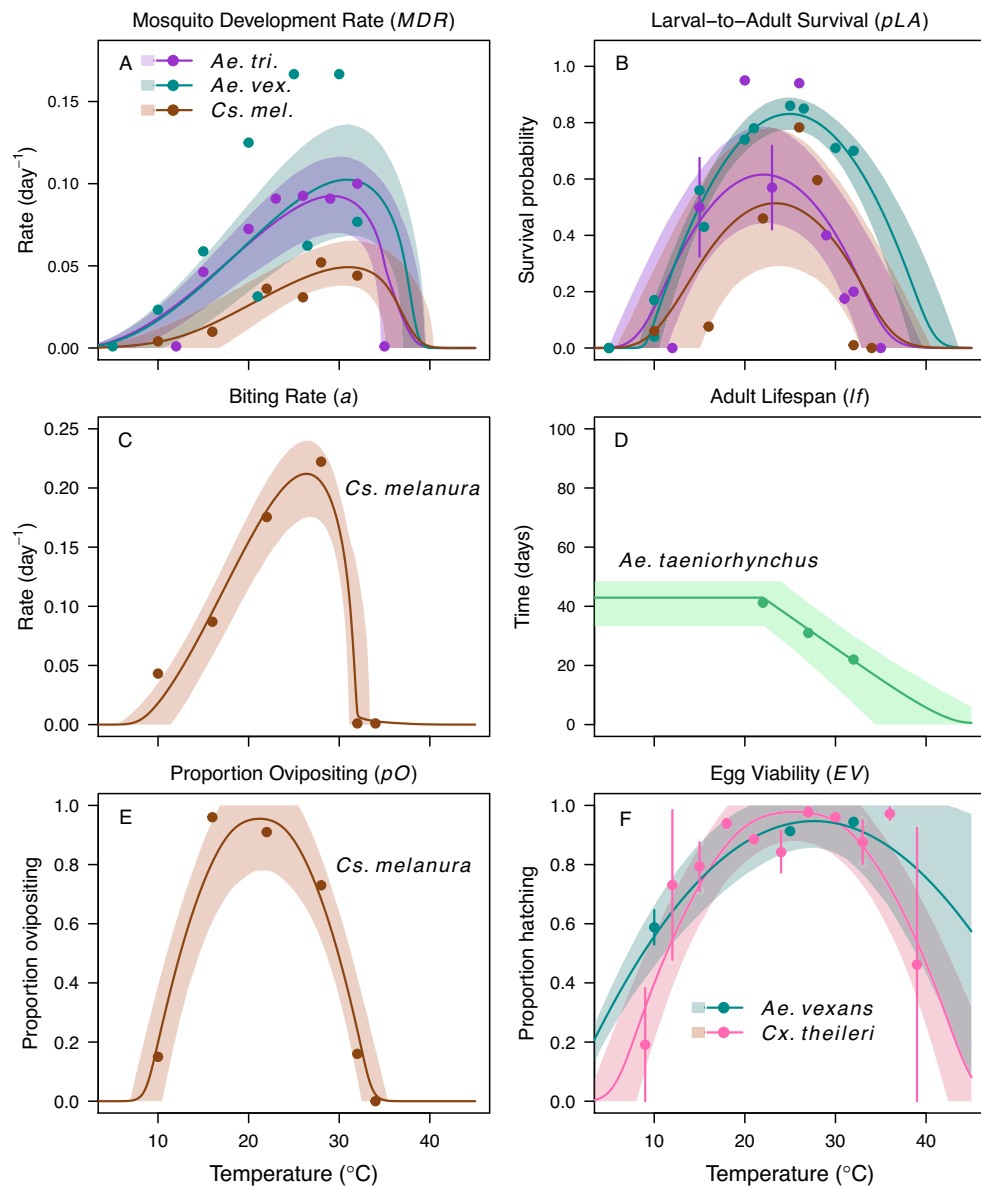 Mosquito Development Rate (MDR)
A
Ae. tri.
Ae. vex.
Cs. mel.
Rate (day⁻¹)
0.15
0.10
0.05
0.00
Larval−to−Adult Survival (pLA)
B
Survival probability
1.0
0.8
0.6
0.4
0.2
0.0
Biting Rate (a)
C
Cs. melanura
Rate (day⁻¹)
0.25
0.20
0.15
0.10
0.05
0.00
Adult Lifespan (lf)
D
Ae. taeniorhynchus
Time (days)
100
80
60
40
20
0
Proportion Ovipositing (pO)
E
Cs. melanura
Proportion ovipositing
1.0
0.8
0.6
0.4
0.2
0.0
10 20 30 40
Temperature (°C)
Egg Viability (EV)
F
Ae. vexans
Cx. theileri
Proportion hatching
1.0
0.8
0.6
0.4
0.2
0.0
10 20 30 40
Temperature (°C)